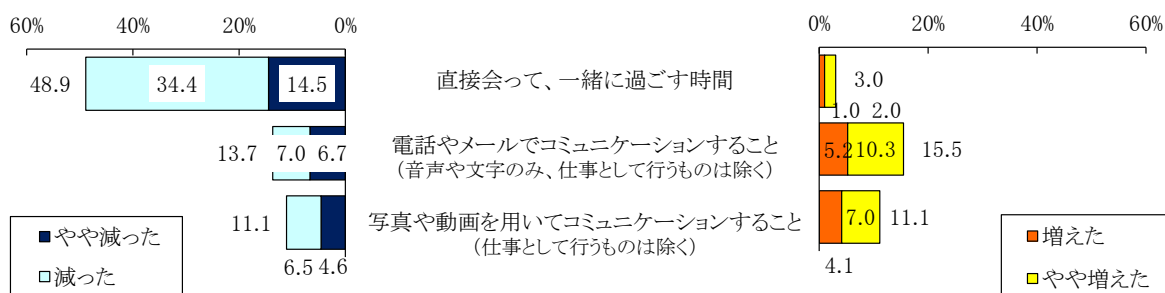 60% 40% 20% 0% 0% 20% 40% 60%
48.9 34.4 14.5 直接会って、一緒に過ごす時間 3.0
1.0 2.0
13.7 7.0 6.7 電話やメールでコミュニケーションすること 5.2 10.3 15.5
(音声や文字のみ、仕事として行うものは除く)
11.1 写真や動画を用いてコミュニケーションすること 7.0 11.1
6.5 4.6 (仕事として行うものは除く) 4.1
やや減った
減った
増えた
やや増えた